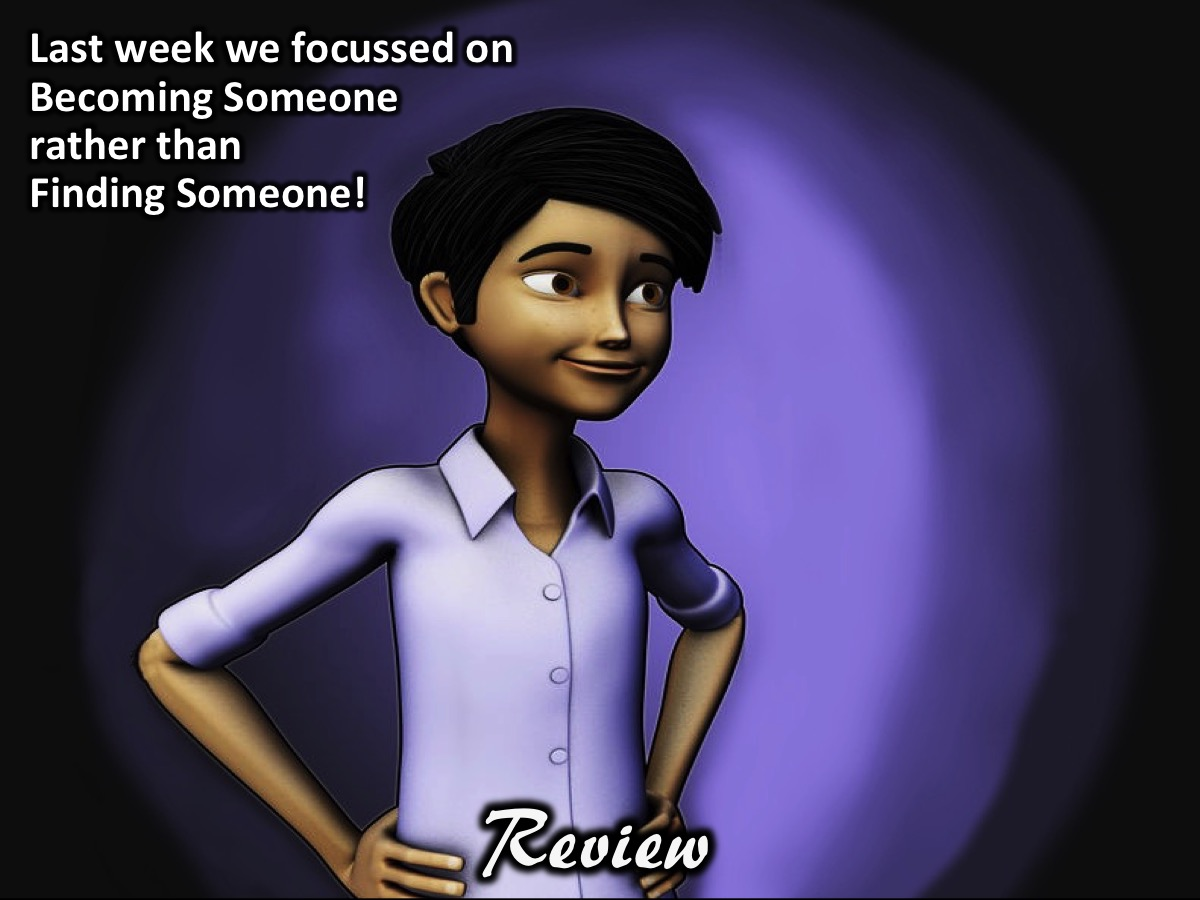 Last week we focussed on
Becoming Someone
rather than
Finding Someone!
Review